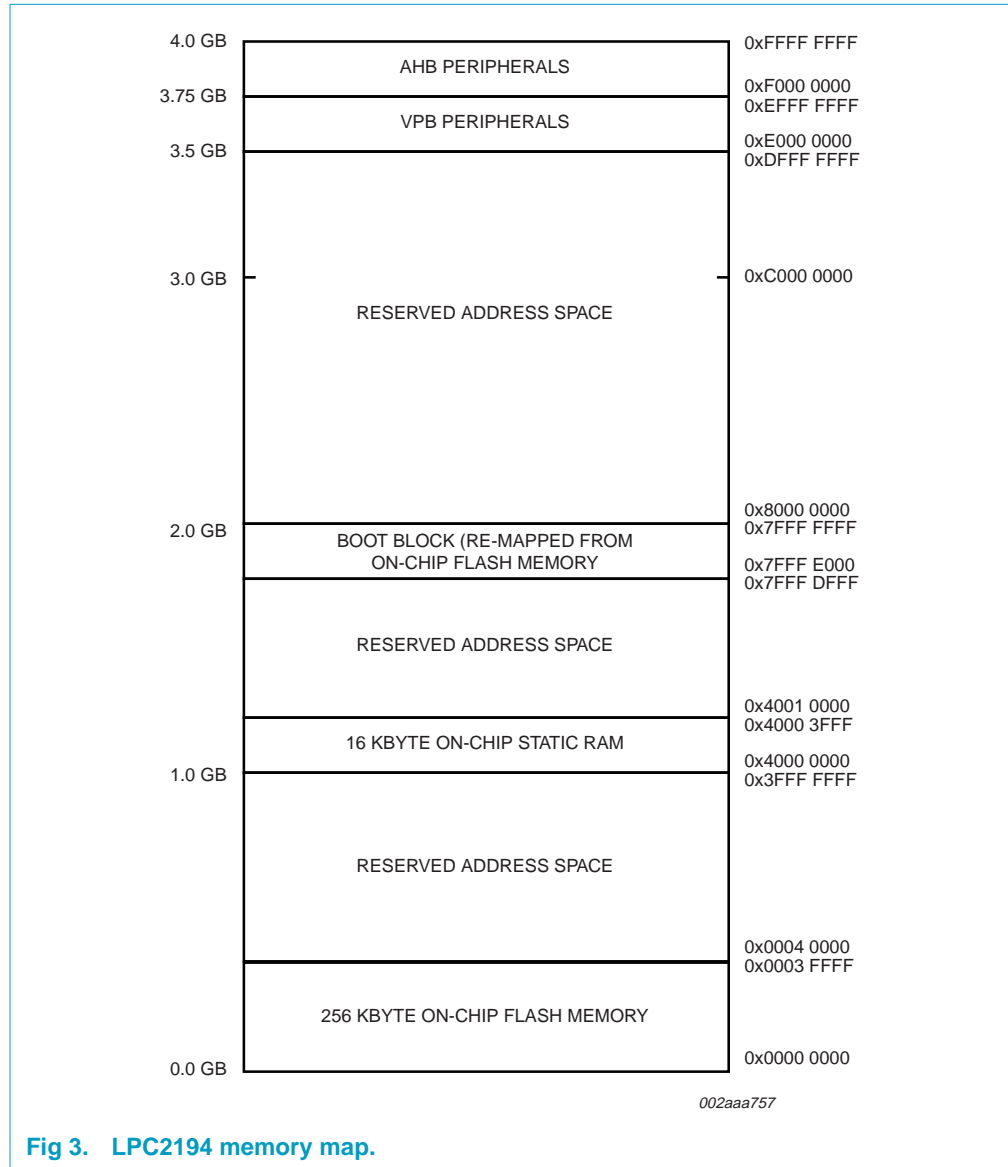 4.0 GB
0xFFFF FFFF
AHB PERIPHERALS
0xF000 0000
3.75 GB
0xEFFF FFFF
VPB PERIPHERALS
0xE000 0000
3.5 GB
0xDFFF FFFF
3.0 GB
0xC000 0000
RESERVED ADDRESS SPACE
0x8000 0000
2.0 GB
0x7FFF FFFF
BOOT BLOCK (RE-MAPPED FROM
ON-CHIP FLASH MEMORY
0x7FFF E000
0x7FFF DFFF
RESERVED ADDRESS SPACE
0x4001 0000
0x4000 3FFF
16 KBYTE ON-CHIP STATIC RAM
0x4000 0000
1.0 GB
0x3FFF FFFF
RESERVED ADDRESS SPACE
0x0004 0000
0x0003 FFFF
256 KBYTE ON-CHIP FLASH MEMORY
0x0000 0000
0.0 GB
002aaa757
Fig 3. LPC2194 memory map.